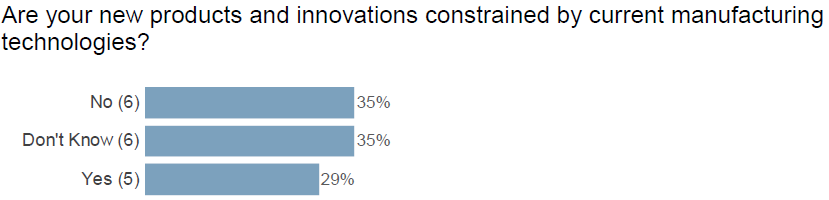 Are your new products and innovations constrained by current manufacturing
technologies?
No (6) 35%
Don't Know (6) 35%
Yes (5) 29%